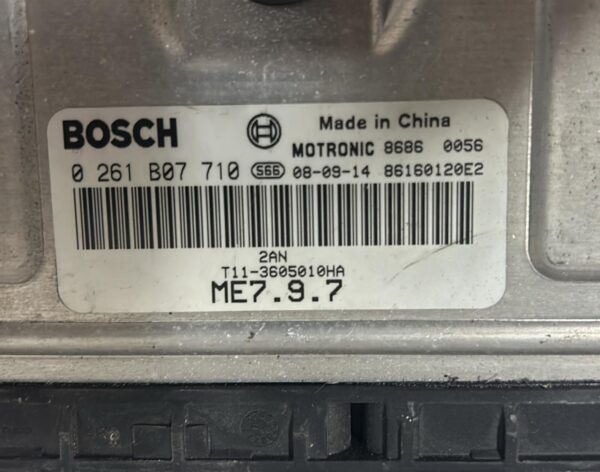 BOSCH Made in China
MOTRONIC 8686 0056
0 261 B07 710 S66 08-09-14 86160120E2
2AN
T11-3605010HA
ME7.9.7